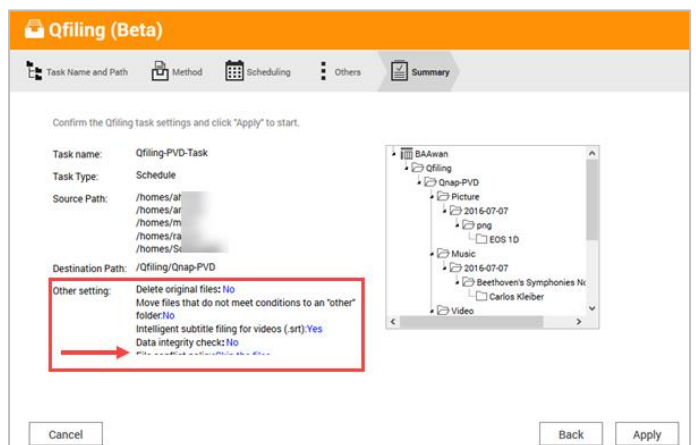 Qfiling (Beta)
Task Name and Path
Method
Scheduling
Others
Summary
Confirm the Qfiling task settings and click "Apply" to start.
Task name: Qfiling-PVD-Task
Task Type: Schedule
Source Path: /homes/
/homes/
/homes/
/homes/
/homes/
Destination Path: /Qfiling/Qnap-PVD
Other setting: Delete original files: No
Move files that do not meet conditions to an "other"
folder:No
Intelligent subtitle filing for videos (.srt):Yes
Data integrity check: No
BAAwan
Qfiling
Qnap-PVD
Picture
2016-07-07
png
EOS 1D
Music
2016-07-07
Beethoven's Symphonies
Carlos Kleiber
Video
Cancel
Back
Apply